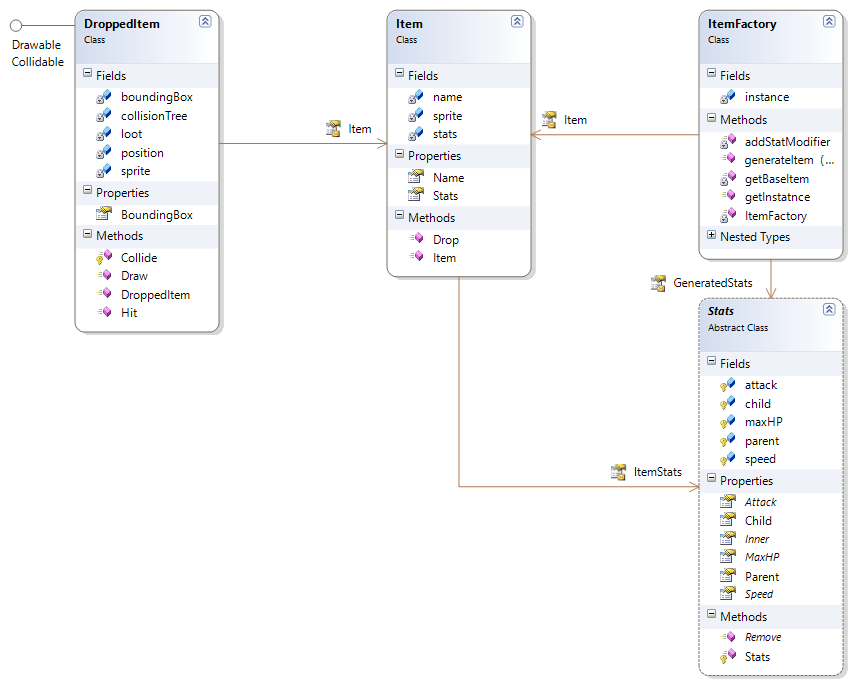 Drawable
Collidable
DroppedItem
Class
Fields
boundingBox
collisionTree
loot
position
sprite
Properties
BoundingBox
Methods
Collide
Draw
DroppedItem
Hit
Item
Item
Class
Fields
name
sprite
stats
Properties
Name
Stats
Methods
Drop
Item
Item
ItemFactory
Class
Fields
instance
Methods
addStatModifier
generateItem (...
getBaseItem
getInstatnce
ItemFactory
Nested Types
GeneratedStats
ItemStats
Stats
Abstract Class
Fields
attack
child
maxHP
parent
speed
Properties
Attack
Child
Inner
MaxHP
Parent
Speed
Methods
Remove
Stats